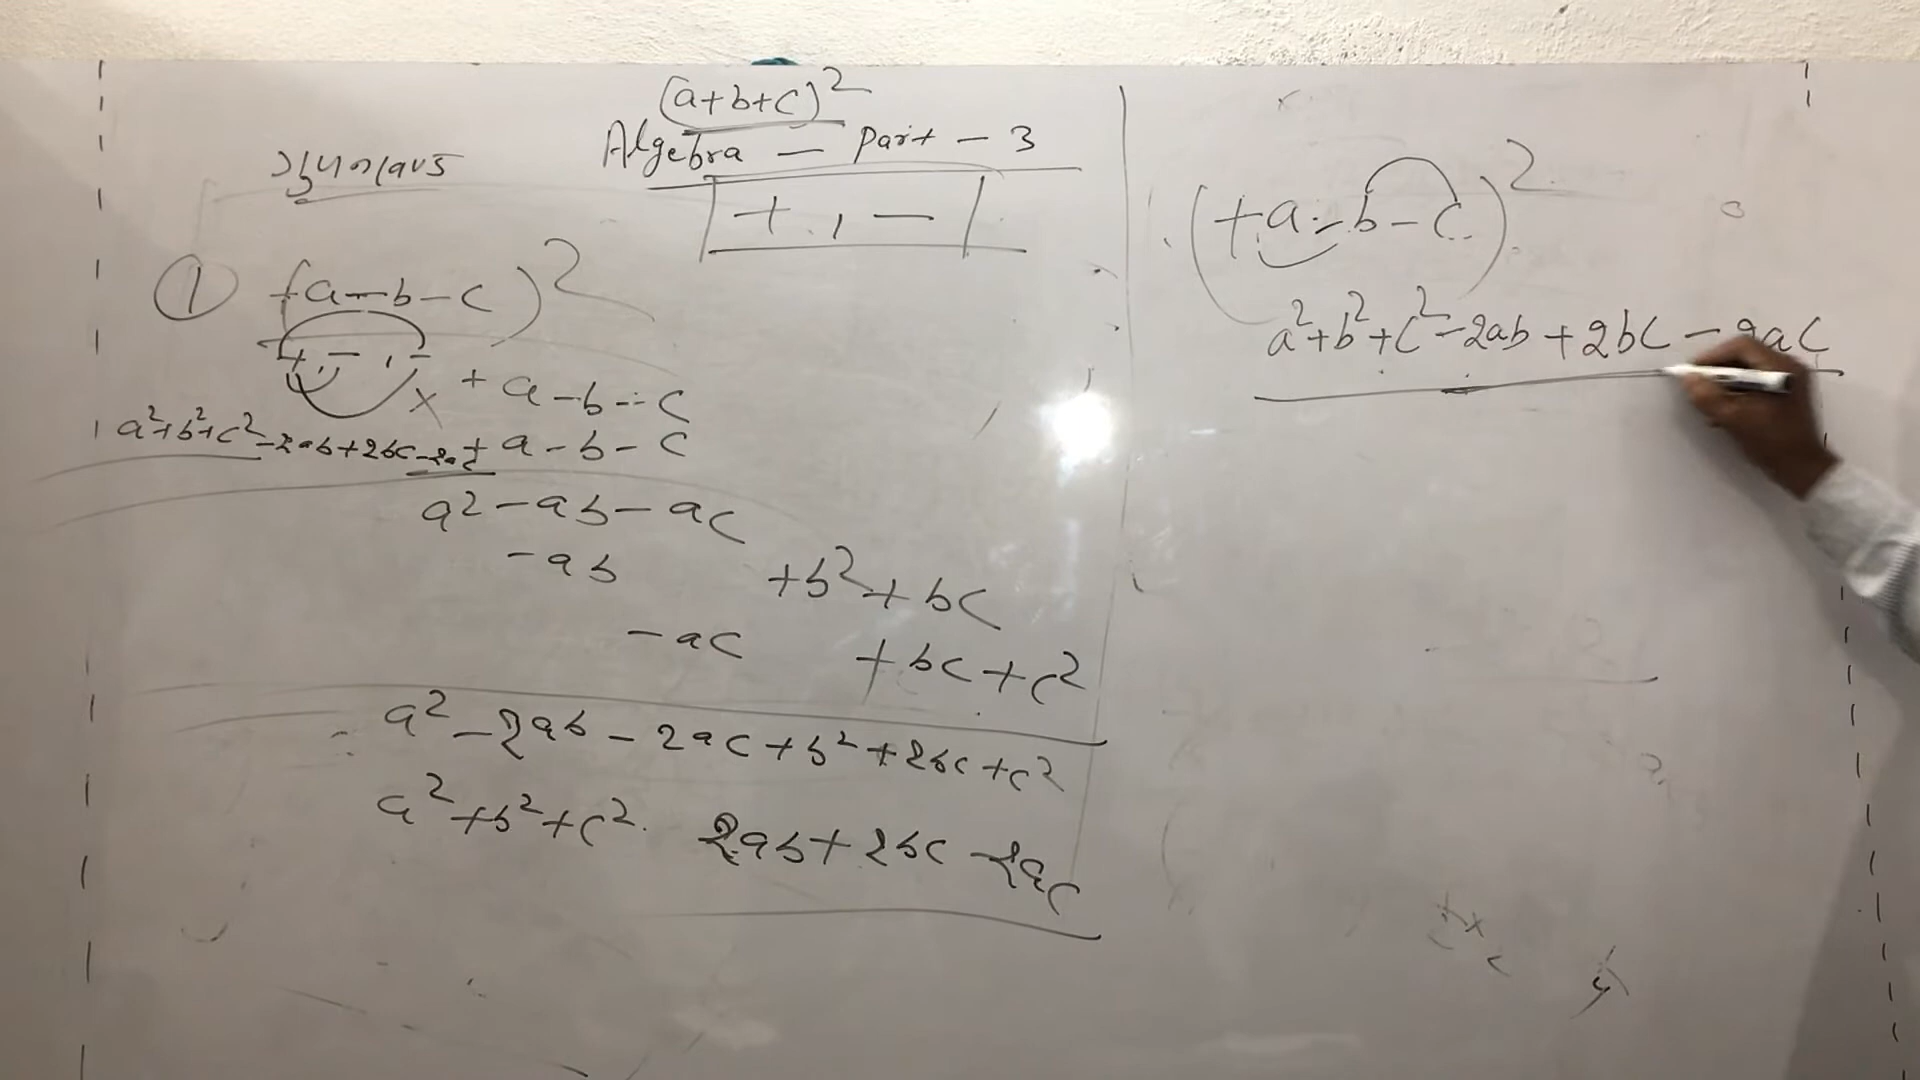 (a+b+c)²
Algebra — Part - 3
+ , —
① (a-b-c)²
+, -, -
x
+ a-b-c
a²+b²+c²-2ab+2bc-2ac
+ a-b-c
a²-ab-ac
-ab +b²+bc
-ac +bc+c²
a²-2ab-2ac+b²+2bc+c²
a²+b²+c² 2ab+2bc-2ac
(+a-b-c)²
a²+b²+c²-2ab+2bc-2ac